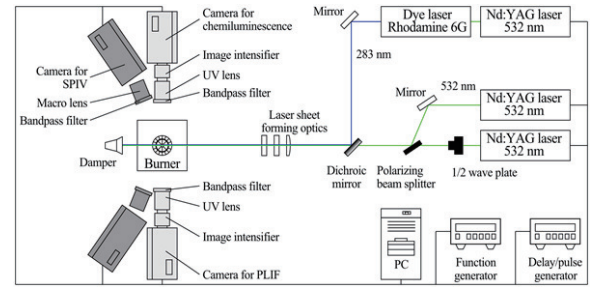 Camera for
chemiluminescence
Mirror
Dye laser
Rhodamine 6G
Nd:YAG laser
532 nm
283 nm
Image intensifier
Camera for
SPIV
UV lens
Macro lens
Bandpass filter
Bandpass filter
Mirror
532 nm
Nd:YAG laser
532 nm
Laser sheet
forming optics
Nd:YAG laser
532 nm
Damper
Burner
Dichroic
mirror
Polarizing
beam splitter
1/2 wave plate
Bandpass filter
UV lens
Image intensifier
Camera for PLIF
PC
Function
generator
Delay/pulse
generator